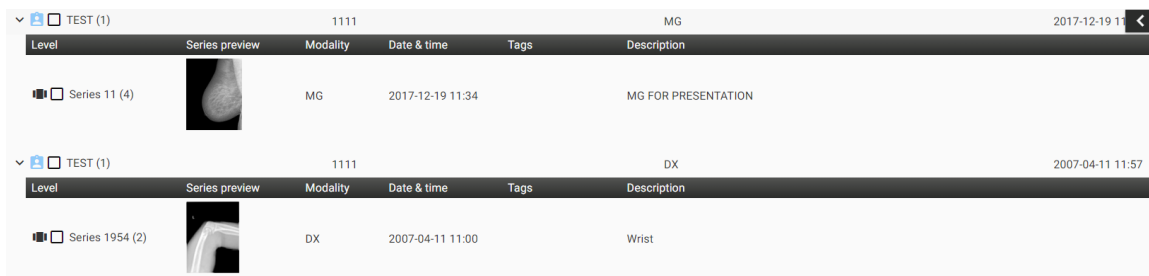 TEST (1) 1111 MG 2017-12-19 11
Level Series preview Modality Date & time Tags Description
Series 11 (4) MG 2017-12-19 11:34 MG FOR PRESENTATION
TEST (1) 1111 DX 2007-04-11 11:57
Level Series preview Modality Date & time Tags Description
Series 1954 (2) DX 2007-04-11 11:00 Wrist